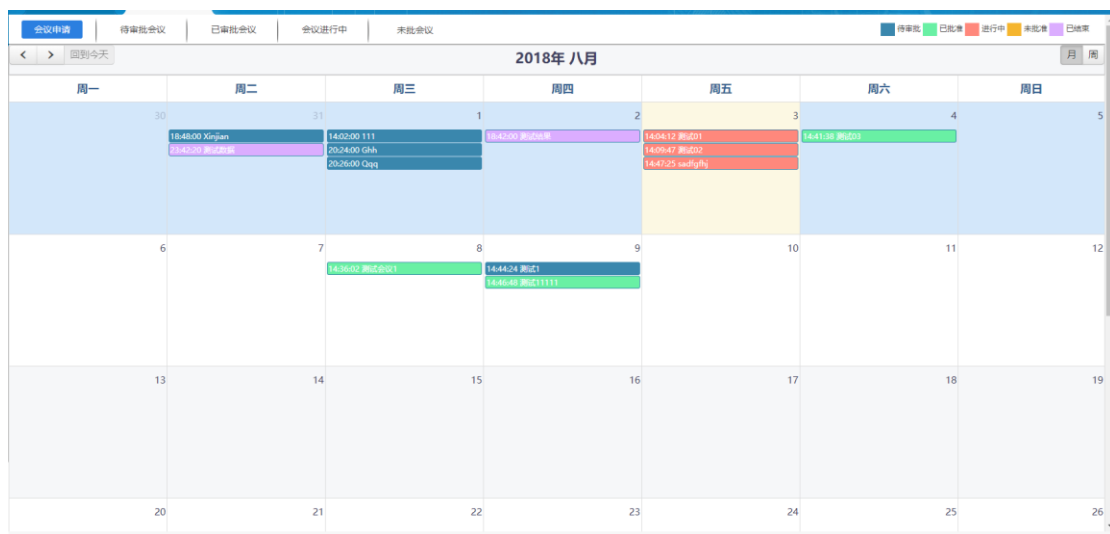 会议申请 待审批会议 已审批会议 会议进行中 未批会议 待审批 已批准 进行中 未批准 已结束
回到今天 2018年 八月 月 周
周一 周二 周三 周四 周五 周六 周日
30 31 1 2 3 4 5
18:48:00 Xinjian 14:02:00 111 18:42:00 测试结果 14:04:12 测试01 14:41:38 测试03
23:42:20 测试数据 20:24:00 Ghh 14:09:47 测试02
20:26:00 Qqq 14:47:25 sadfgfhj
6 7 8 9 10 11 12
14:36:02 测试会议1 14:44:24 测试1
14:46:48 测试11111
13 14 15 16 17 18 19
20 21 22 23 24 25 26